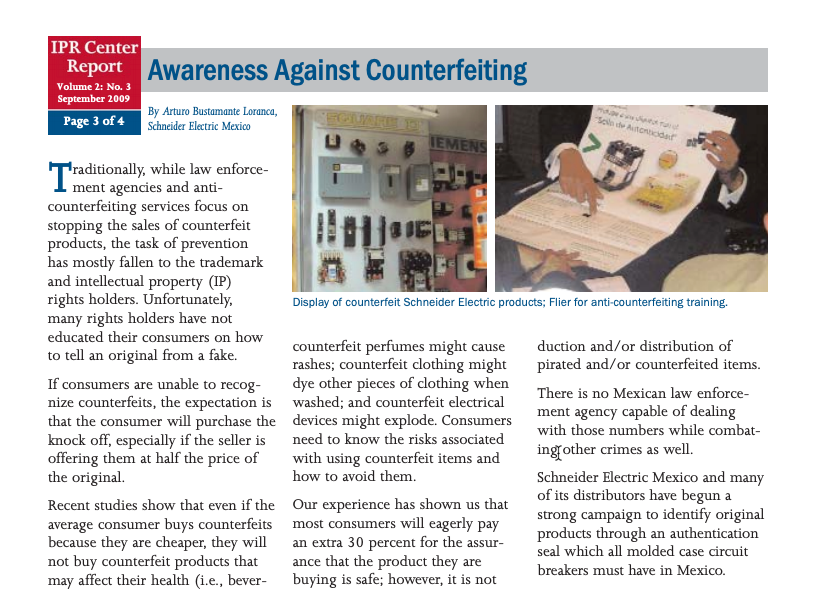 IPR Center
Report
Volume 2: No. 3
September 2009
Page 3 of 4
Awareness Against Counterfeiting
By Arturo Bustamante Loranca,
Schneider Electric Mexico
Traditionally, while law enforce-
ment agencies and anti-
counterfeiting services focus on
stopping the sales of counterfeit
products, the task of prevention
has mostly fallen to the trademark
and intellectual property (IP)
rights holders. Unfortunately,
many rights holders have not
educated their consumers on how
to tell an original from a fake.
If consumers are unable to recog-
nize counterfeits, the expectation is
that the consumer will purchase the
knock off, especially if the seller is
offering them at half the price of
the original.
Recent studies show that even if the
average consumer buys counterfeits
because they are cheaper, they will
not buy counterfeit products that
may affect their health (i.e., bever-
SQUARE D
SIEMENS
"Sello de Autenticidad"
Display of counterfeit Schneider Electric products; Flier for anti-counterfeiting training.
counterfeit perfumes might cause
rashes; counterfeit clothing might
dye other pieces of clothing when
washed; and counterfeit electrical
devices might explode. Consumers
need to know the risks associated
with using counterfeit items and
how to avoid them.
Our experience has shown us that
most consumers will eagerly pay
an extra 30 percent for the assur-
ance that the product they are
buying is safe; however, it is not
duction and/or distribution of
pirated and/or counterfeited items.
There is no Mexican law enforce-
ment agency capable of dealing
with those numbers while combat-
ing other crimes as well.
Schneider Electric Mexico and many
of its distributors have begun a
strong campaign to identify original
products through an authentication
seal which all molded case circuit
breakers must have in Mexico.